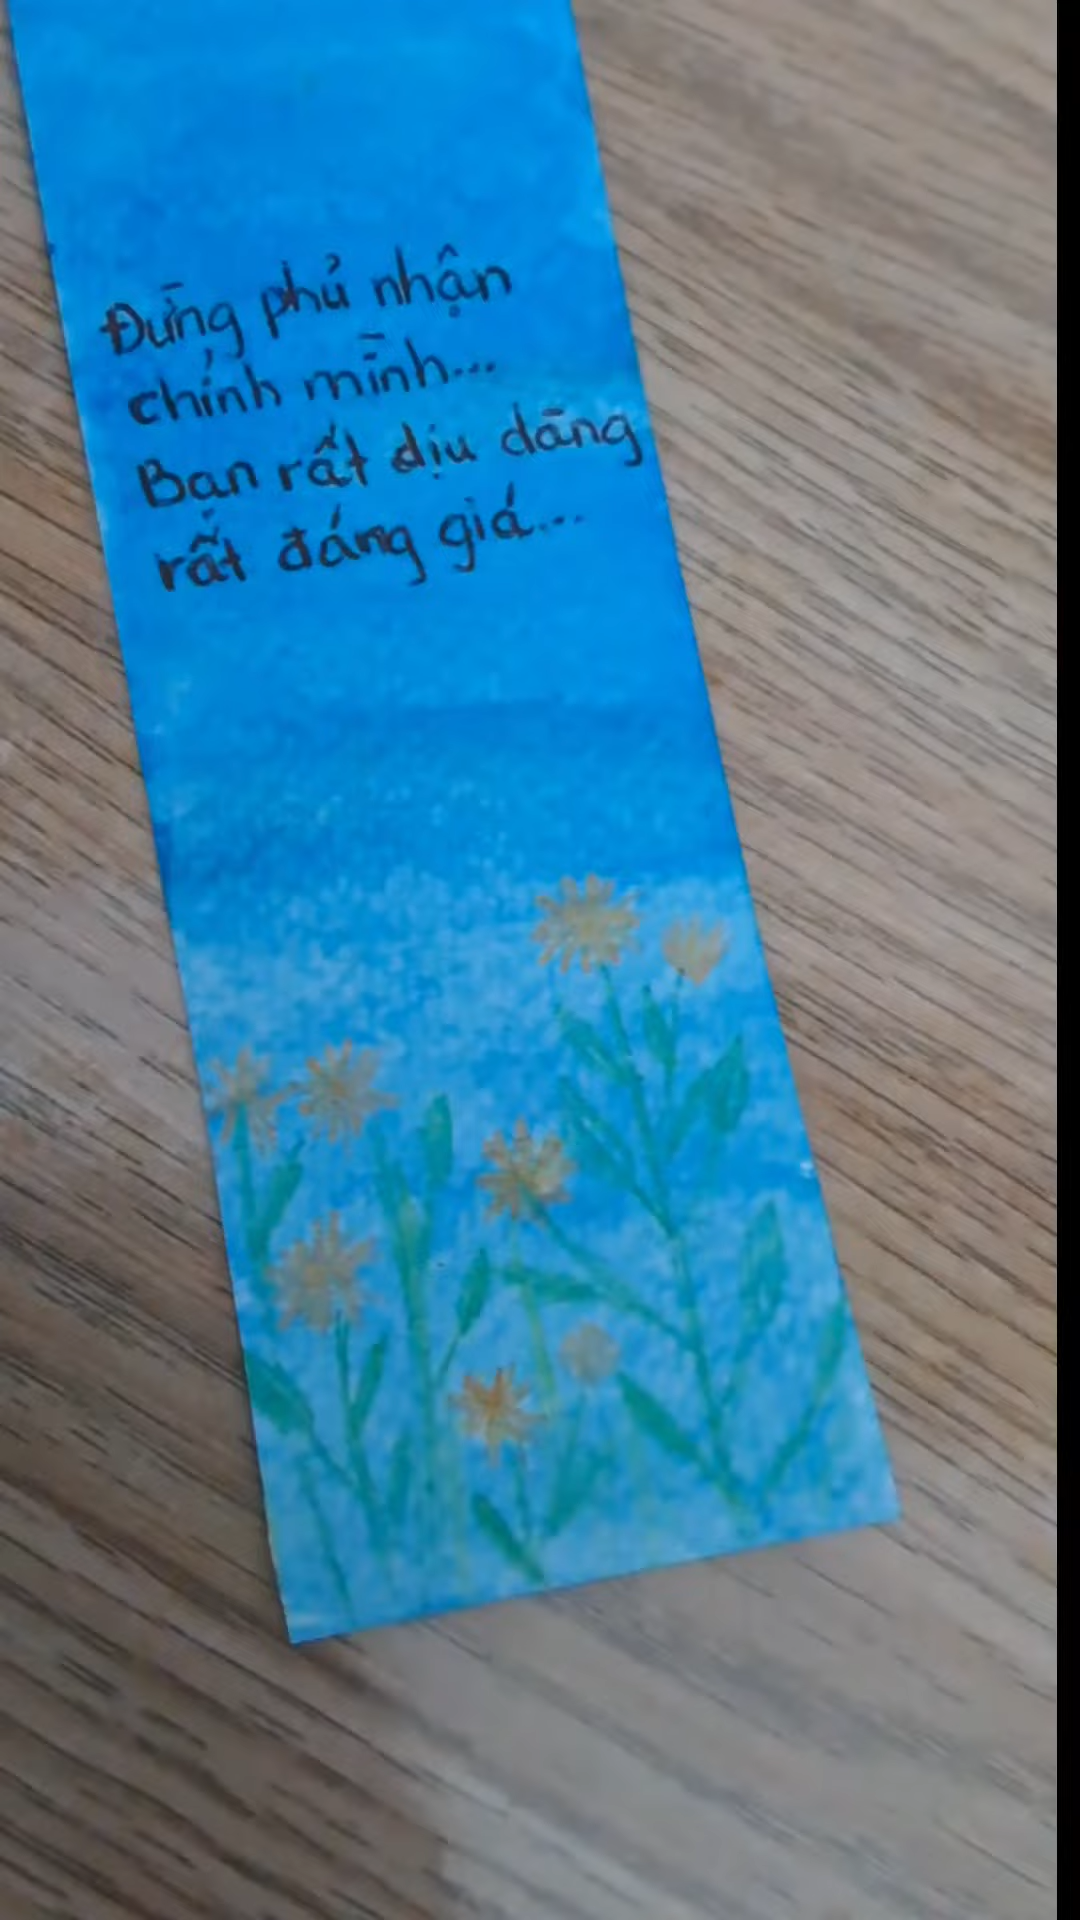 Đừng phủ nhận
chính mình...
Bạn rất dịu dàng
rất đáng giá...